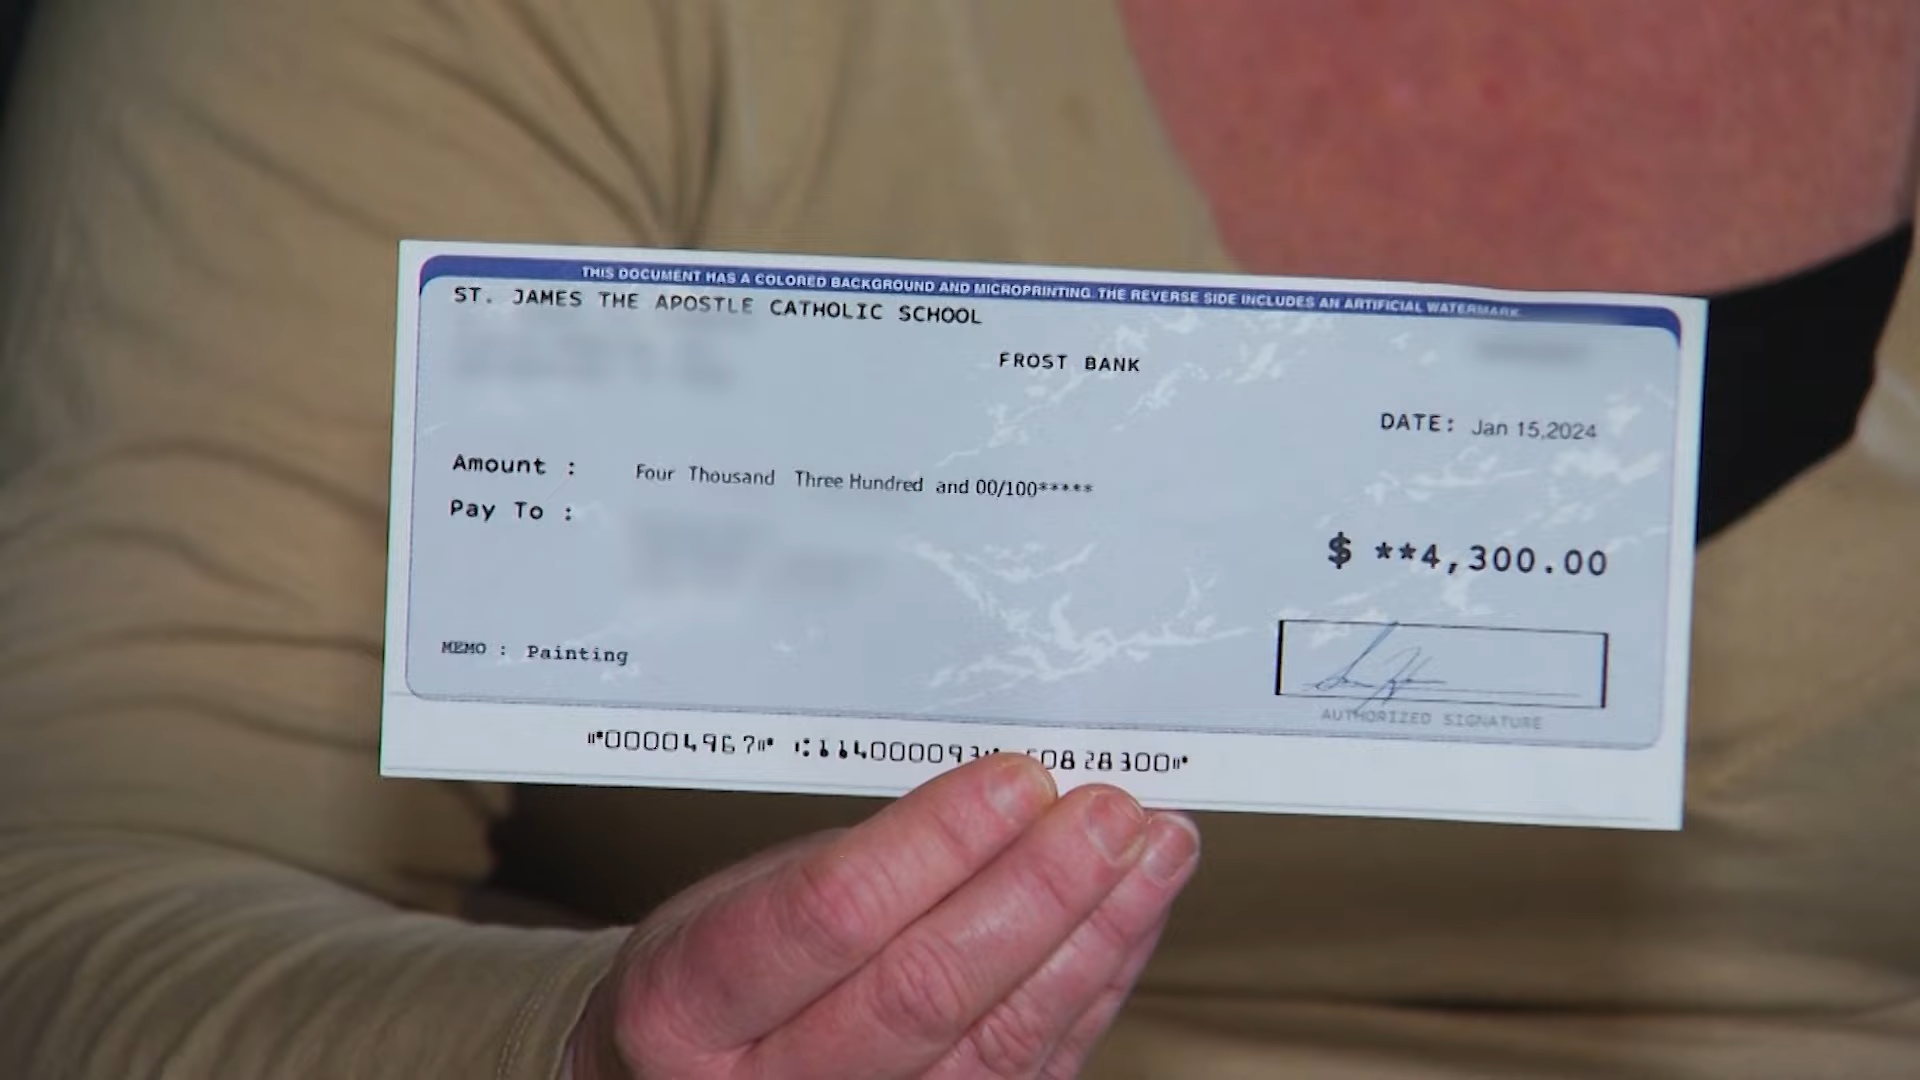 THIS DOCUMENT HAS A COLORED BACKGROUND AND MICROPRINTING. THE REVERSE SIDE INCLUDES AN ARTIFICIAL WATERMARK.
ST. JAMES THE APOSTLE CATHOLIC SCHOOL
FROST BANK
DATE: Jan 15,2024
Amount : Four Thousand Three Hundred and 00/100*****
Pay To :
$ **4,300.00
MEMO : Painting
AUTHORIZED SIGNATURE
⑈00004967⑈ ⑆114000093 0828300⑈